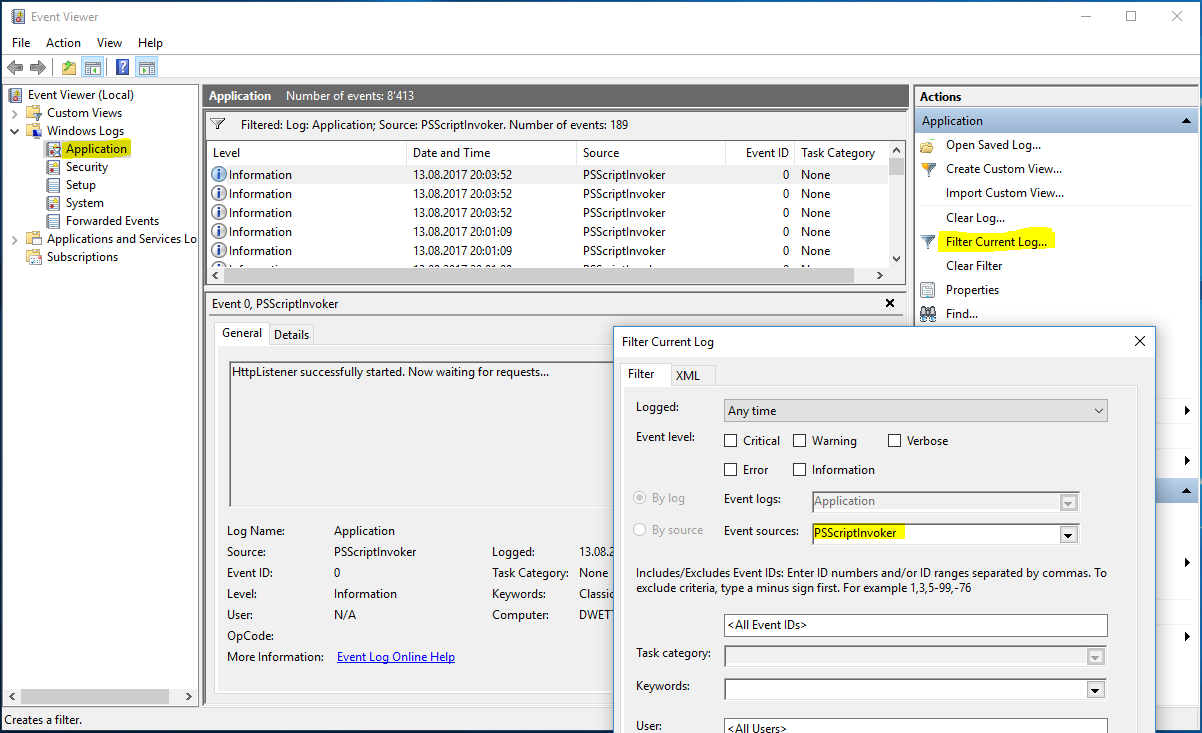 Event Viewer
File Action View Help
Event Viewer (Local)
Custom Views
Windows Logs
Application
Security
Setup
System
Forwarded Events
Applications and Services Lo
Subscriptions
Application Number of events: 8'413
Filtered: Log: Application; Source: PSScriptInvoker. Number of events: 189
Level Date and Time Source Event ID Task Category
Information 13.08.2017 20:03:52 PSScriptInvoker 0 None
Information 13.08.2017 20:03:52 PSScriptInvoker 0 None
Information 13.08.2017 20:03:52 PSScriptInvoker 0 None
Information 13.08.2017 20:01:09 PSScriptInvoker 0 None
Information 13.08.2017 20:01:09 PSScriptInvoker 0 None
Event 0, PSScriptInvoker
General Details
HttpListener successfully started. Now waiting for requests...
Log Name: Application
Source: PSScriptInvoker Logged: 13.08.2
Event ID: 0 Task Category: None
Level: Information Keywords: Classic
User: N/A Computer: DWET
OpCode:
More Information: Event Log Online Help
Actions
Application
Open Saved Log...
Create Custom View...
Import Custom View...
Clear Log...
Filter Current Log...
Clear Filter
Properties
Find...
Filter Current Log
Filter XML
Logged: Any time
Event level: Critical Warning Verbose
Error Information
By log Event logs: Application
By source Event sources: PSScriptInvoker
Includes/Excludes Event IDs: Enter ID numbers and/or ID ranges separated by commas. To
exclude criteria, type a minus sign first. For example 1,3,5-99,-76
<All Event IDs>
Task category:
Keywords:
User: <All Users>
Creates a filter.